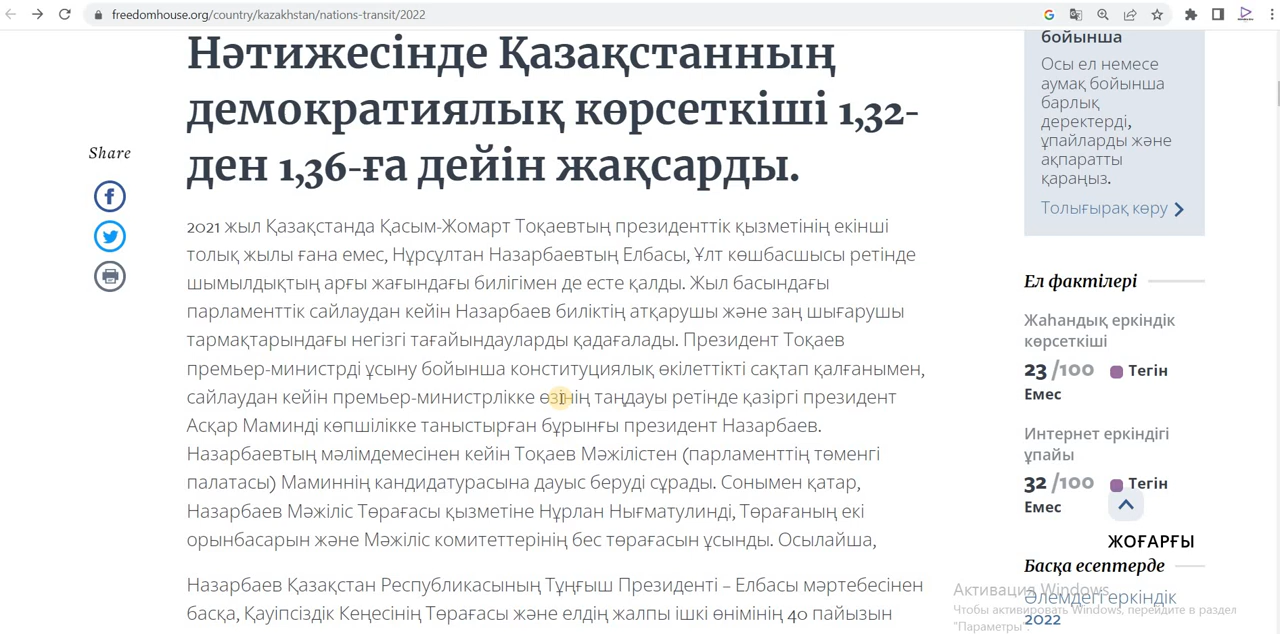 freedomhouse.org/country/kazakhstan/nations-transit/2022
Нәтижесінде Қазақстанның
демократиялық көрсеткіші 1,32-
ден 1,36-ға дейін жақсарды.
Share
2021 жыл Қазақстанда Қасым-Жомарт Тоқаевтың президенттік қызметінің екінші
толық жылы ғана емес, Нұрсұлтан Назарбаевтың Елбасы, Ұлт көшбасшысы ретінде
шымылдықтың арғы жағындағы билігімен де есте қалды. Жыл басындағы
парламенттік сайлаудан кейін Назарбаев биліктің атқарушы және заң шығарушы
тармақтарындағы негізгі тағайындауларды қадағалады. Президент Тоқаев
премьер-министрді ұсыну бойынша конституциялық өкілеттікті сақтап қалғанымен,
сайлаудан кейін премьер-министрлікке өзінің таңдауы ретінде қазіргі президент
Асқар Маминді көпшілікке таныстырған бұрынғы президент Назарбаев.
Назарбаевтың мәлімдемесінен кейін Тоқаев Мәжілістен (парламенттің төменгі
палатасы) Маминнің кандидатурасына дауыс беруді сұрады. Сонымен қатар,
Назарбаев Мәжіліс Төрағасы қызметіне Нұрлан Нығматулинді, Төрағаның екі
орынбасарын және Мәжіліс комитеттерінің бес төрағасын ұсынды. Осылайша,
Назарбаев Қазақстан Республикасының Тұңғыш Президенті – Елбасы мәртебесінен
басқа, Қауіпсіздік Кеңесінің Төрағасы және елдің жалпы ішкі өнімінің 40 пайызын
бойынша
Осы ел немесе
аумақ бойынша
барлық
деректерді,
ұпайларды және
ақпаратты
қараңыз.
Толығырақ көру
Ел фактілері
Жаһандық еркіндік
көрсеткіші
23 /100 Тегін
Емес
Интернет еркіндігі
ұпайы
32 /100 Тегін
Емес
ЖОҒАРҒЫ
Басқа есептерде
Әлемдегі еркіндік
2022
Активация Windows
Чтобы активировать Windows, перейдите в раздел
"Параметры".